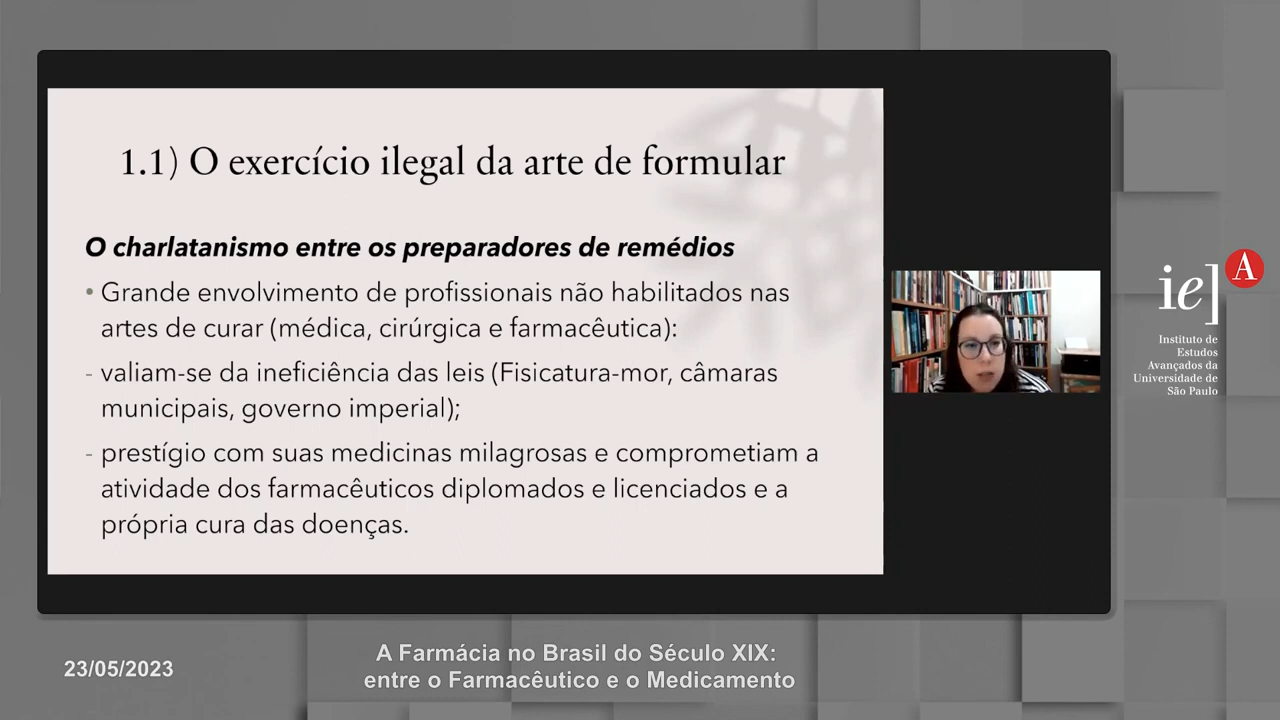 1.1) O exercício ilegal da arte de formular
O charlatanismo entre os preparadores de remédios
• Grande envolvimento de profissionais não habilitados nas
artes de curar (médica, cirúrgica e farmacêutica):
- valiam-se da ineficiência das leis (Fisicatura-mor, câmaras
municipais, governo imperial);
- prestígio com suas medicinas milagrosas e comprometiam a
atividade dos farmacêuticos diplomados e licenciados e a
própria cura das doenças.
ie] A
Instituto de
Estudos
Avançados da
Universidade de
São Paulo
23/05/2023
A Farmácia no Brasil do Século XIX:
entre o Farmacêutico e o Medicamento